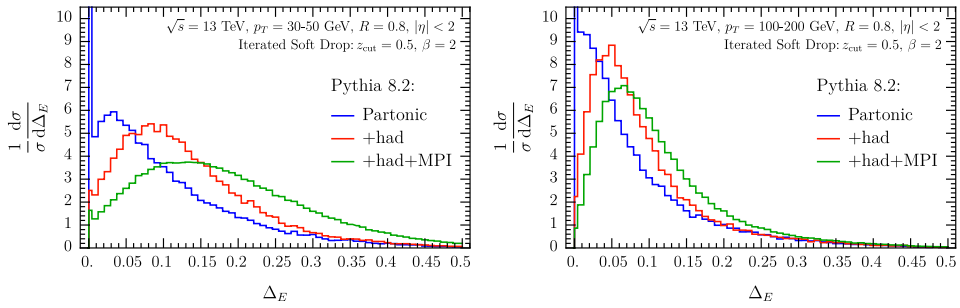 √s = 13 TeV, p_T = 30-50 GeV, R = 0.8, |η| < 2
Iterated Soft Drop: z_cut = 0.5, β = 2
Pythia 8.2:
Partonic
+had
+had+MPI
1/σ dσ/dΔ_E
10
9
8
7
6
5
4
3
2
1
0
0. 0.05 0.1 0.15 0.2 0.25 0.3 0.35 0.4 0.45 0.5
Δ_E
√s = 13 TeV, p_T = 100-200 GeV, R = 0.8, |η| < 2
Iterated Soft Drop: z_cut = 0.5, β = 2
Pythia 8.2:
Partonic
+had
+had+MPI
1/σ dσ/dΔ_E
10
9
8
7
6
5
4
3
2
1
0
0. 0.05 0.1 0.15 0.2 0.25 0.3 0.35 0.4 0.45 0.5
Δ_E